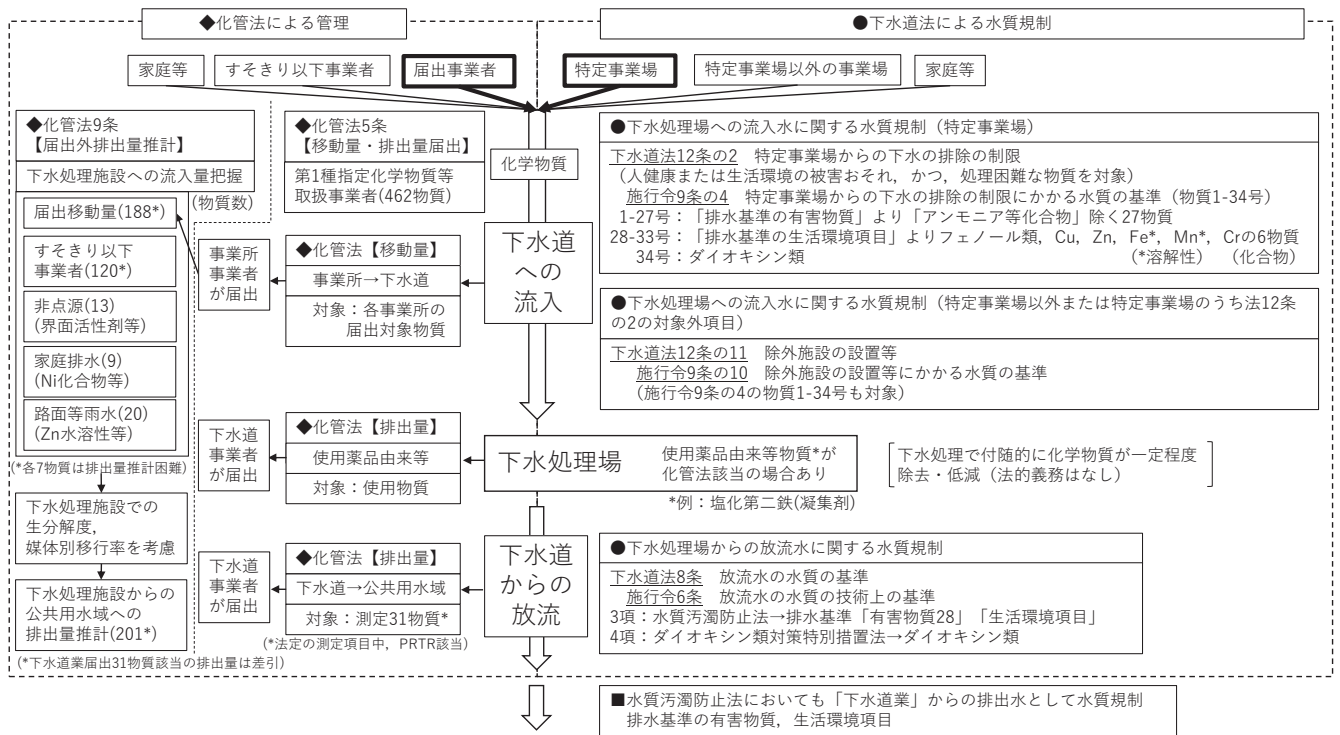 ◆化管法による管理
●下水道法による水質規制
家庭等
すそきり以下事業者
届出事業者
特定事業場
特定事業場以外の事業場
家庭等
◆化管法9条
【届出外排出量推計】
下水処理施設への流入量把握
(物質数)
届出移動量(188*)
すそきり以下
事業者(120*)
非点源(13)
(界面活性剤等)
家庭排水(9)
(Ni化合物等)
路面等雨水(20)
(Zn水溶性等)
(*各7物質は排出量推計困難)
下水処理施設での
生分解度,
媒体別移行率を考慮
下水処理施設からの
公共用水域への
排出量推計(201*)
(*下水道業届出31物質該当の排出量は差引)
◆化管法5条
【移動量・排出量届出】
第1種指定化学物質等
取扱事業者(462物質)
事業所
事業者
が届出
◆化管法【移動量】
事業所→下水道
対象：各事業所の
届出対象物質
下水道
事業者
が届出
◆化管法【排出量】
使用薬品由来等
対象：使用物質
下水道
事業者
が届出
◆化管法【排出量】
下水道→公共用水域
対象：測定31物質*
(*法定の測定項目中，PRTR該当)
化学物質
下水道
への
流入
下水処理場
使用薬品由来等物質*が
化管法該当の場合あり
*例：塩化第二鉄(凝集剤)
下水処理で付随的に化学物質が一定程度
除去・低減（法的義務はなし）
下水道
からの
放流
●下水処理場への流入水に関する水質規制（特定事業場）
下水道法12条の2　特定事業場からの下水の排除の制限
(人健康または生活環境の被害おそれ，かつ，処理困難な物質を対象)
施行令9条の4　特定事業場からの下水の排除の制限にかかる水質の基準（物質1-34号）
1-27号：「排水基準の有害物質」より「アンモニア等化合物」除く27物質
28-33号：「排水基準の生活環境項目」よりフェノール類，Cu，Zn，Fe*，Mn*，Crの6物質
34号：ダイオキシン類　(*溶解性)　(化合物)
●下水処理場への流入水に関する水質規制（特定事業場以外または特定事業場のうち法12条
の2の対象外項目）
下水道法12条の11　除外施設の設置等
施行令9条の10　除外施設の設置等にかかる水質の基準
(施行令9条の4の物質1-34号も対象)
●下水処理場からの放流水に関する水質規制
下水道法8条　放流水の水質の基準
施行令6条　放流水の水質の技術上の基準
3項：水質汚濁防止法→排水基準「有害物質28」「生活環境項目」
4項：ダイオキシン類対策特別措置法→ダイオキシン類
■水質汚濁防止法においても「下水道業」からの排出水として水質規制
排水基準の有害物質，生活環境項目